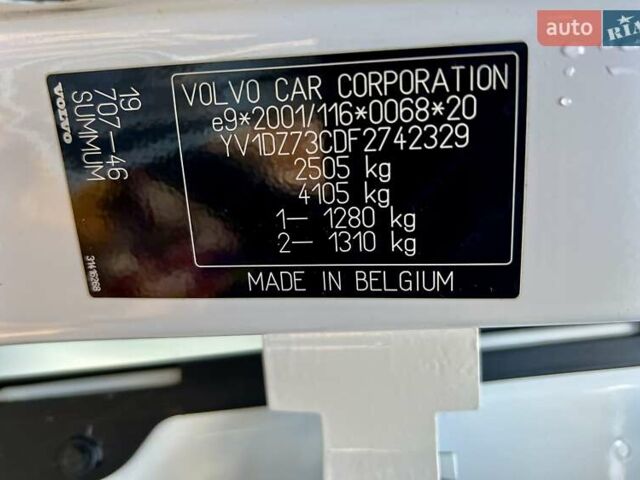 auto RIA
VOLVO CAR CORPORATION
e9*2001/116*0068*20
YV1DZ73CDF2742329
2505 kg
4105 kg
1— 1280 kg
2— 1310 kg
MADE IN BELGIUM
VOLVO
19
707-46
SUMMUM